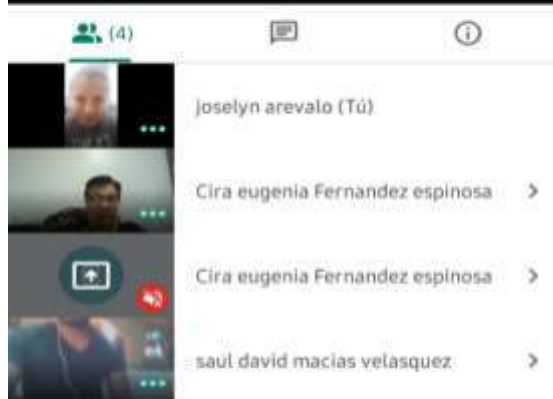 (4)
joselyn arevalo (Tú)
Cira eugenia Fernandez espinosa
Cira eugenia Fernandez espinosa
saul david macias velasquez